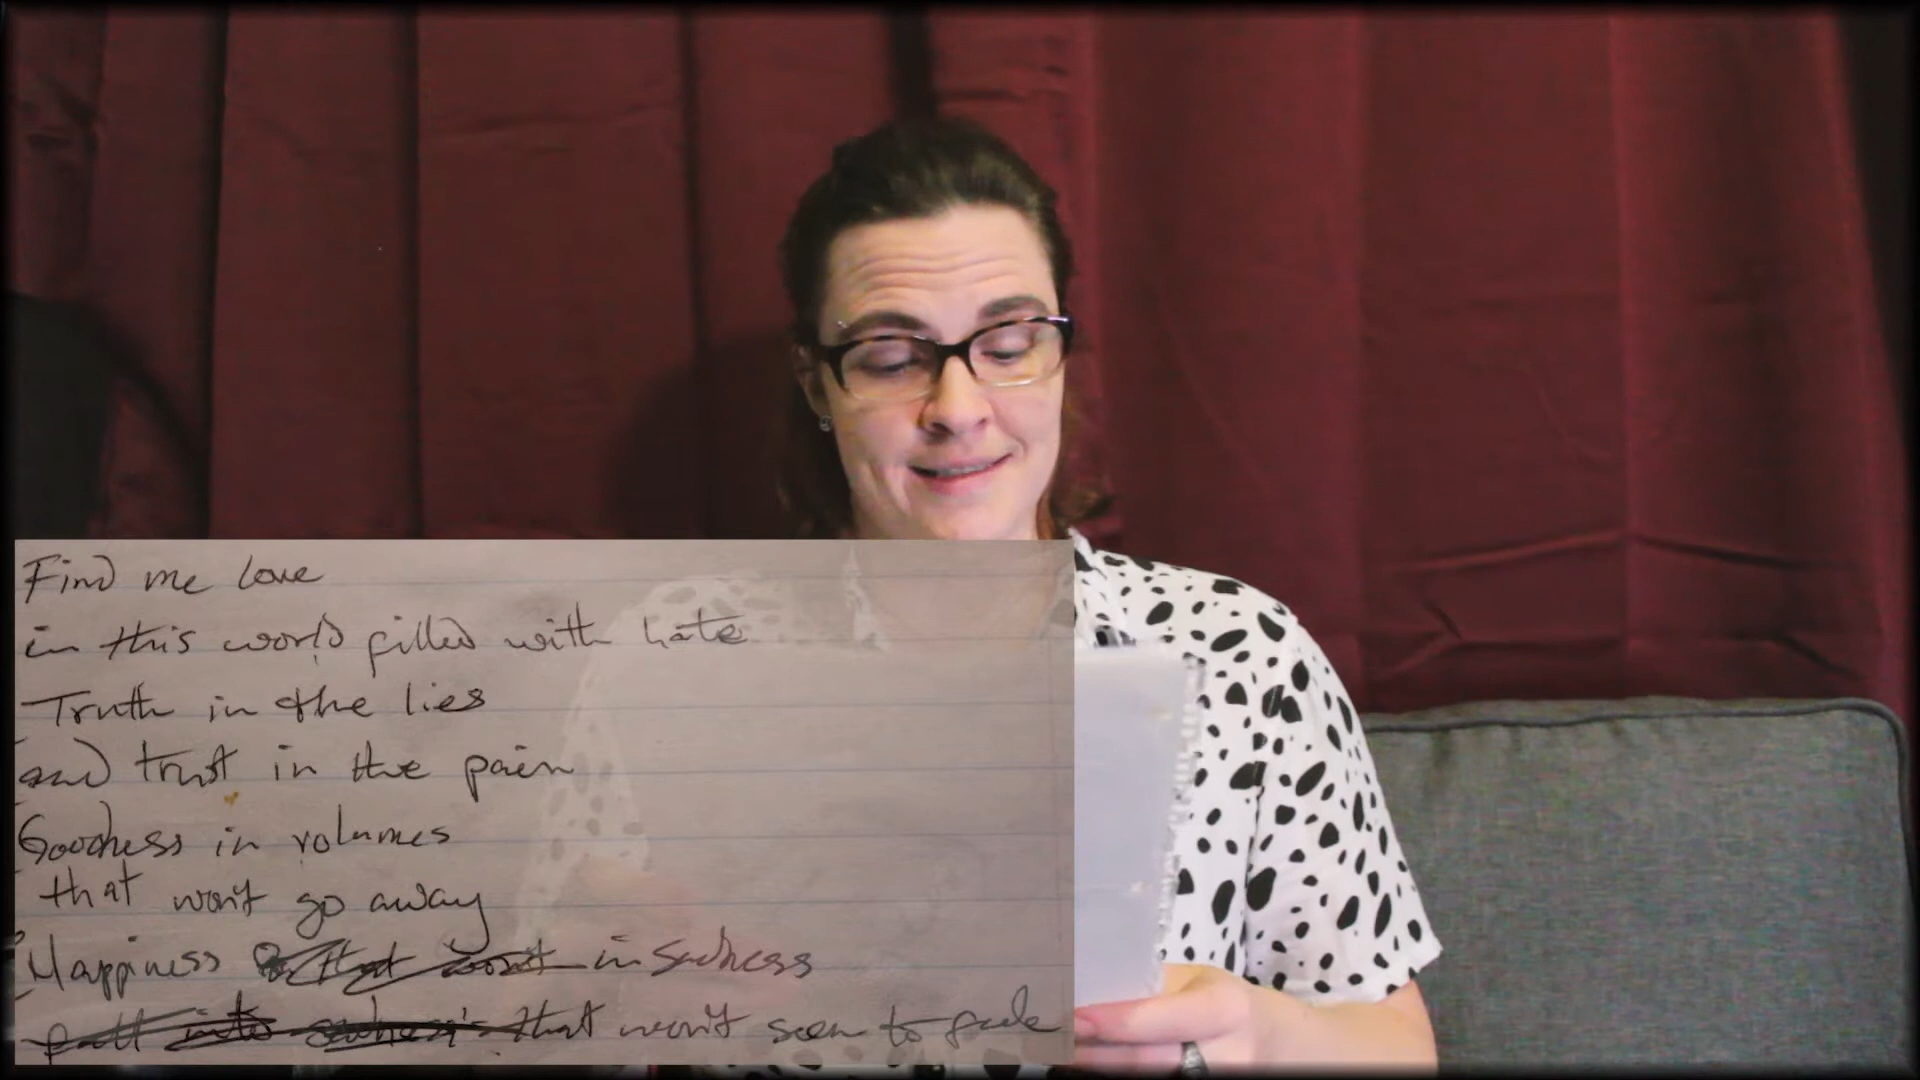 Find me love
in this world filled with hate
Truth in the lies
and trust in the pain
Goodness in volumes
that won't go away
Happiness in sadness
that won't seem to fade